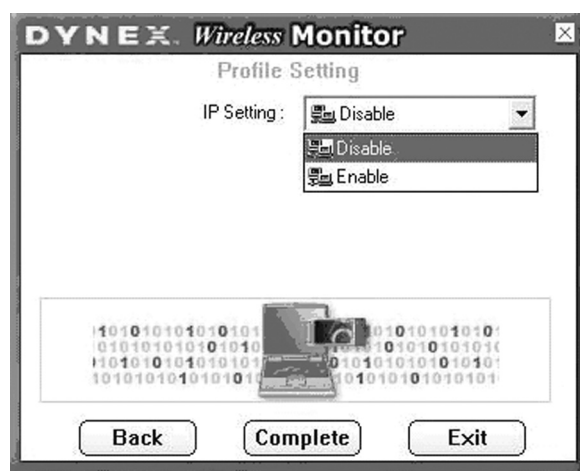 DYNEX. Wireless Monitor
Profile Setting
IP Setting : Disable
Disable
Enable
Back Complete Exit